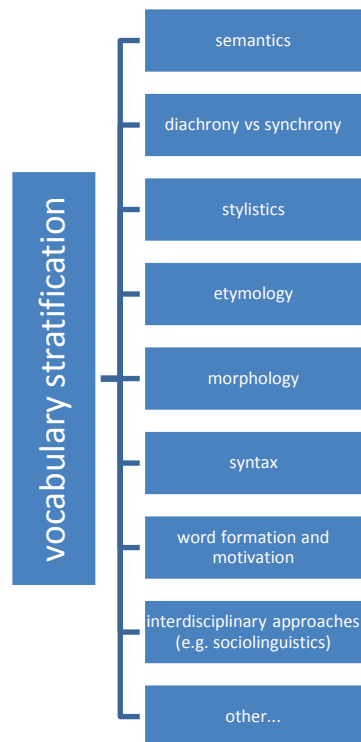 vocabulary stratification
semantics
diachrony vs synchrony
stylistics
etymology
morphology
syntax
word formation and
motivation
interdisciplinary approaches
(e.g. sociolinguistics)
other...